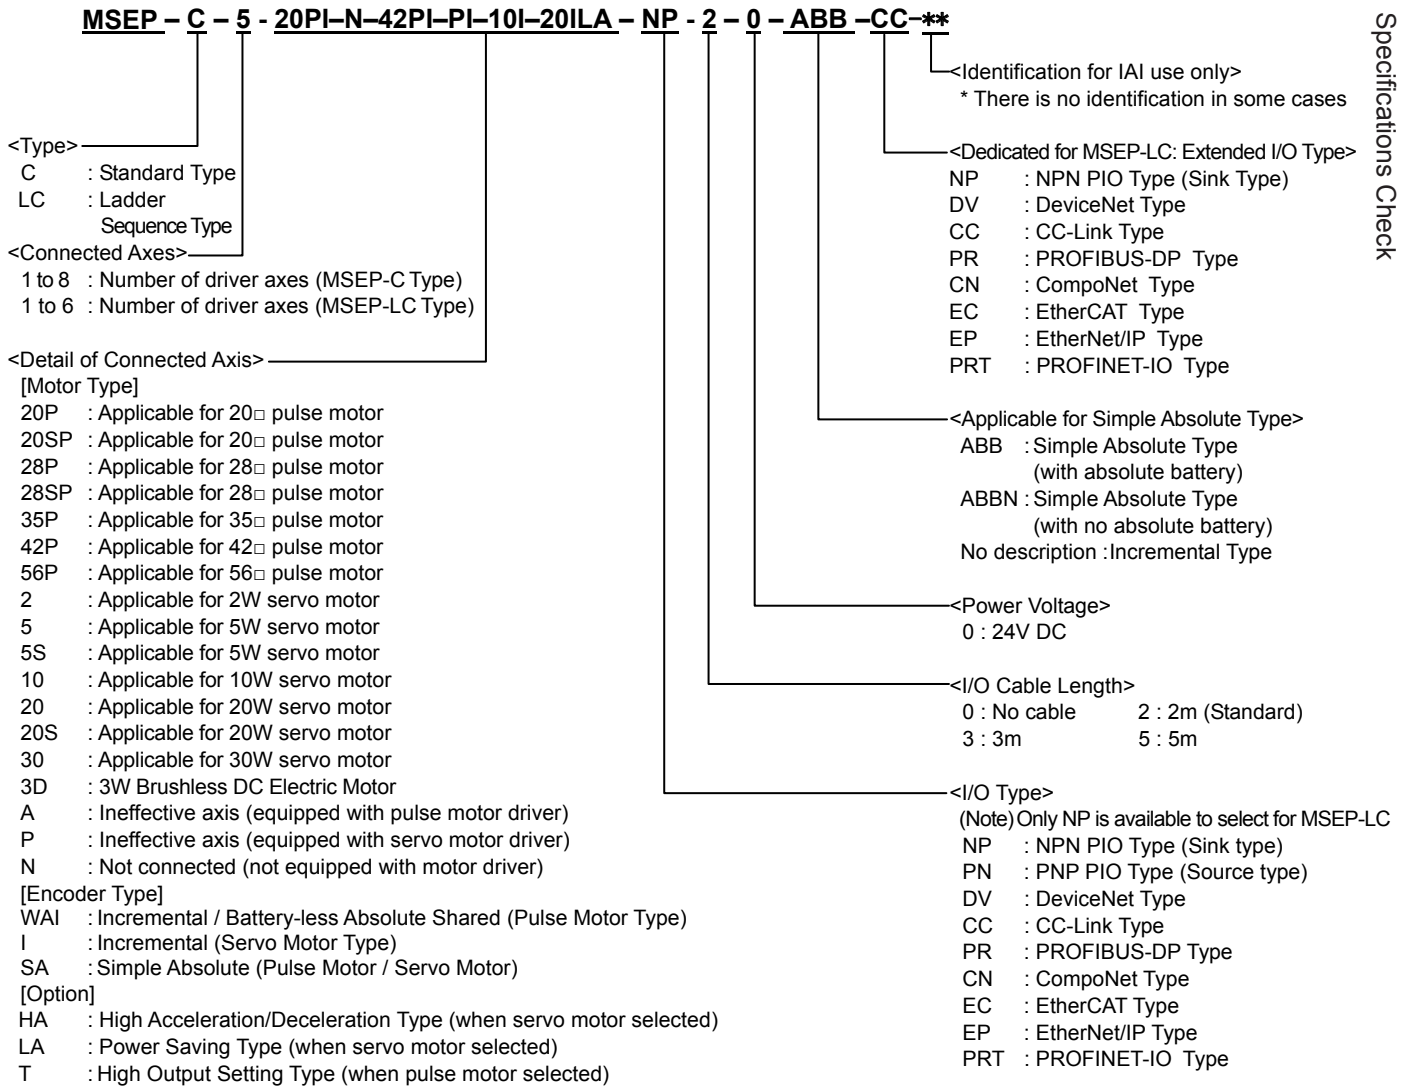 MSEP – C – 5 - 20PI–N–42PI–PI–10I–20ILA – NP - 2 – 0 – ABB –CC–**
Specifications Check
<Type>
C : Standard Type
LC : Ladder
Sequence Type
<Connected Axes>
1 to 8 : Number of driver axes (MSEP-C Type)
1 to 6 : Number of driver axes (MSEP-LC Type)
<Detail of Connected Axis>
[Motor Type]
20P : Applicable for 20□ pulse motor
20SP : Applicable for 20□ pulse motor
28P : Applicable for 28□ pulse motor
28SP : Applicable for 28□ pulse motor
35P : Applicable for 35□ pulse motor
42P : Applicable for 42□ pulse motor
56P : Applicable for 56□ pulse motor
2 : Applicable for 2W servo motor
5 : Applicable for 5W servo motor
5S : Applicable for 5W servo motor
10 : Applicable for 10W servo motor
20 : Applicable for 20W servo motor
20S : Applicable for 20W servo motor
30 : Applicable for 30W servo motor
3D : 3W Brushless DC Electric Motor
A : Ineffective axis (equipped with pulse motor driver)
P : Ineffective axis (equipped with servo motor driver)
N : Not connected (not equipped with motor driver)
[Encoder Type]
WAI : Incremental / Battery-less Absolute Shared (Pulse Motor Type)
I : Incremental (Servo Motor Type)
SA : Simple Absolute (Pulse Motor / Servo Motor)
[Option]
HA : High Acceleration/Deceleration Type (when servo motor selected)
LA : Power Saving Type (when servo motor selected)
T : High Output Setting Type (when pulse motor selected)
<Identification for IAI use only>
* There is no identification in some cases
<Dedicated for MSEP-LC: Extended I/O Type>
NP : NPN PIO Type (Sink Type)
DV : DeviceNet Type
CC : CC-Link Type
PR : PROFIBUS-DP Type
CN : CompoNet Type
EC : EtherCAT Type
EP : EtherNet/IP Type
PRT : PROFINET-IO Type
<Applicable for Simple Absolute Type>
ABB : Simple Absolute Type
(with absolute battery)
ABBN : Simple Absolute Type
(with no absolute battery)
No description : Incremental Type
<Power Voltage>
0 : 24V DC
<I/O Cable Length>
0 : No cable 2 : 2m (Standard)
3 : 3m 5 : 5m
<I/O Type>
(Note) Only NP is available to select for MSEP-LC
NP : NPN PIO Type (Sink type)
PN : PNP PIO Type (Source type)
DV : DeviceNet Type
CC : CC-Link Type
PR : PROFIBUS-DP Type
CN : CompoNet Type
EC : EtherCAT Type
EP : EtherNet/IP Type
PRT : PROFINET-IO Type